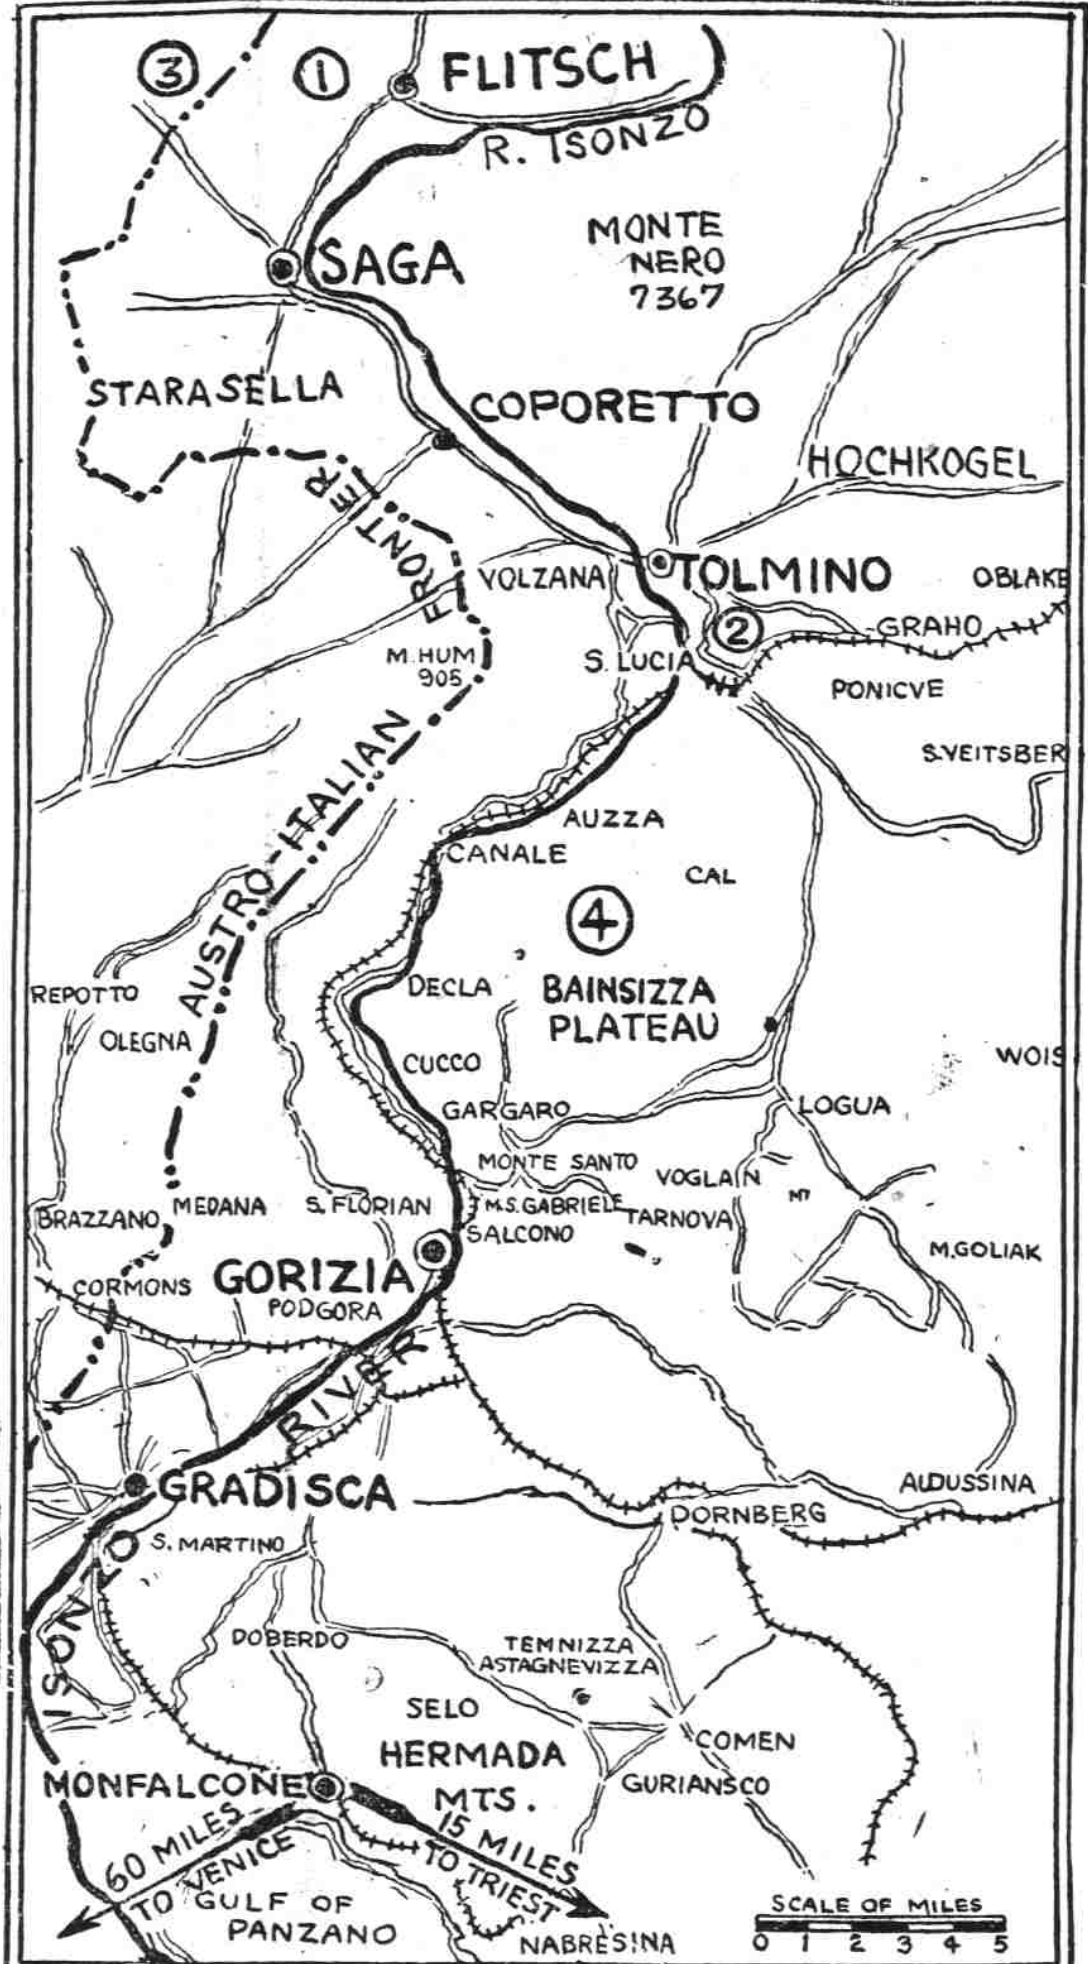 3
1
FLITSCH
R. ISONZO
MONTE
NERO
7367
SAGA
STARASELLA
COPORETTO
HOCHKOGEL
FRONTIER
VOLZANA
TOLMINO
OBLAKE
2
GRAHO
M. HUM
905
S. LUCIA
PONICVE
S.VEITSBER
AUSTRO-ITALIAN
AUZZA
CANALE
CAL
4
REPOTTO
DECLA
BAINSIZZA
PLATEAU
OLEGNA
CUCCO
WOIS
GARGARO
LOGUA
MONTE SANTO
VOGLAIN
MT
BRAZZANO
MEDANA
S. FLORIAN
M.S. GABRIELE
TARNOVA
SALCONO
M.GOLIAK
CORMONS
GORIZIA
PODGORA
ISONZO RIVER
GRADISCA
ALDUSSINA
DORNBERG
S. MARTINO
DOBERDO
TEMNIZZA
ASTAGNEVIZZA
SELO
COMEN
HERMADA
MTS.
GURIANSCO
MONFALCONE
60 MILES
TO VENICE
15 MILES
TO TRIEST
GULF OF
PANZANO
NABRESINA
SCALE OF MILES
0 1 2 3 4 5